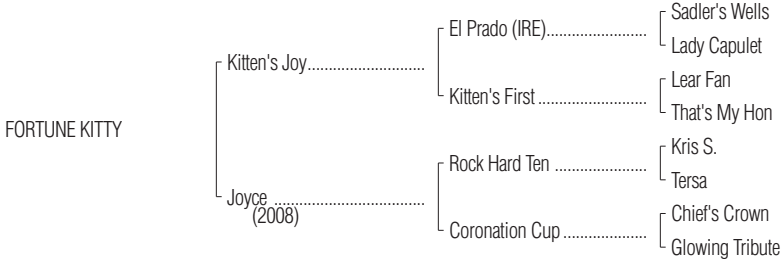 Sadler's Wells
El Prado (IRE)........................
Lady Capulet
Kitten's Joy............................
Lear Fan
Kitten's First ..........................
That's My Hon
FORTUNE KITTY
Kris S.
Rock Hard Ten ......................
Tersa
Joyce ....................................
(2008)
Chief's Crown
Coronation Cup ....................
Glowing Tribute